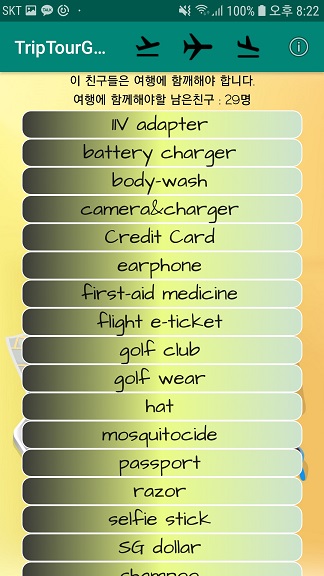 SKT 100% 오후 8:22
TripTourG...
이 친구들은 여행에 함깨해야 합니다.
여행에 함께해야할 남은친구 : 29명
11V adapter
battery charger
body-wash
camera&charger
Credit Card
earphone
first-aid medicine
flight e-ticket
golf club
golf wear
hat
mosquitocide
passport
razor
selfie stick
SG dollar
shampoo